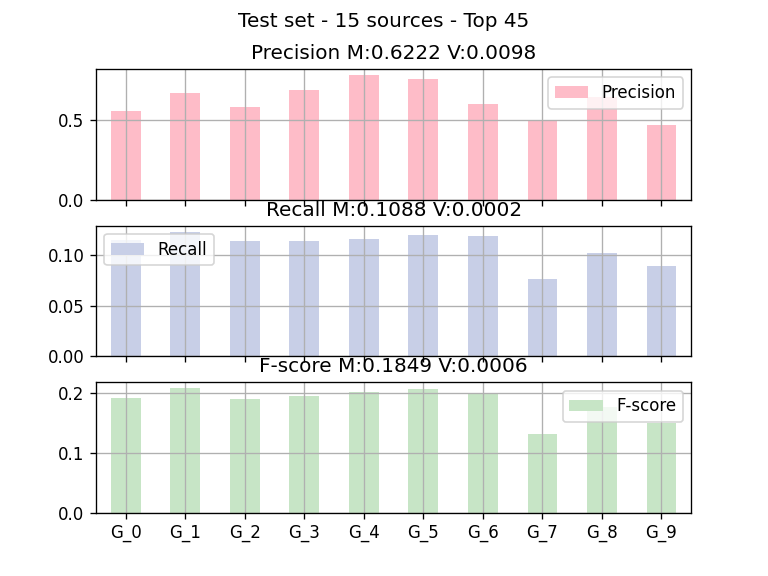 Test set - 15 sources - Top 45
Precision M:0.6222 V:0.0098
Precision
0.5
0.0
Recall M:0.1088 V:0.0002
Recall
0.10
0.05
0.00
F-score M:0.1849 V:0.0006
F-score
0.2
0.1
0.0
G_0 G_1 G_2 G_3 G_4 G_5 G_6 G_7 G_8 G_9